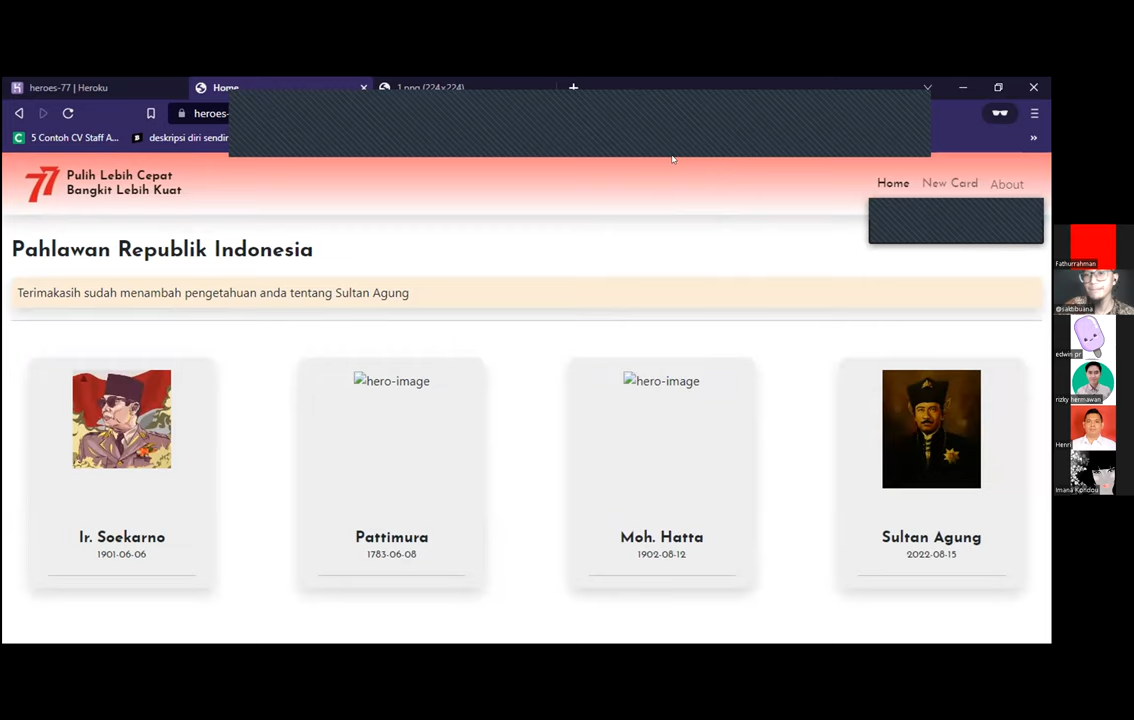 heroes-77 | Heroku
Home
1.png (224×224)
heroes-
5 Contoh CV Staff A...
deskripsi diri sendir
77
Pulih Lebih Cepat
Bangkit Lebih Kuat
Home
New Card
About
Pahlawan Republik Indonesia
Terimakasih sudah menambah pengetahuan anda tentang Sultan Agung
hero-image
hero-image
Ir. Soekarno
1901-06-06
Pattimura
1783-06-08
Moh. Hatta
1902-08-12
Sultan Agung
2022-08-15
Fathurrahman
@saktibuana
edwin pr
rizky hermawan
Henri
Imana Kondou